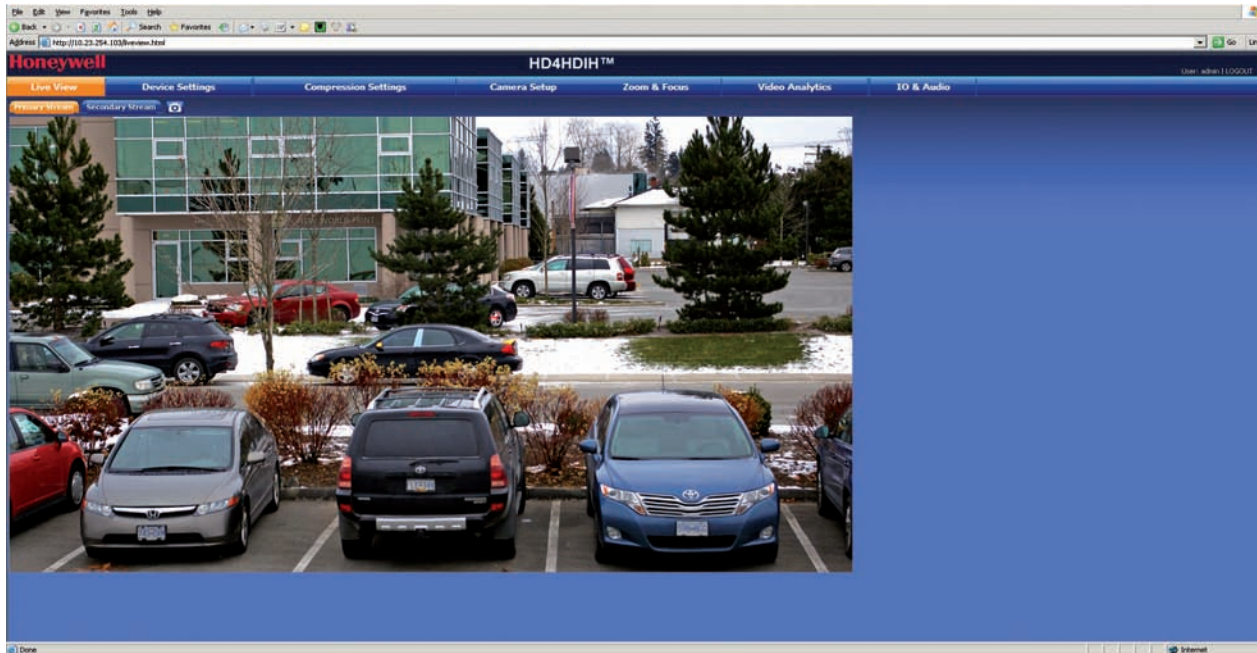 File Edit View Favorites Tools Help
Back Search Favorites
Address http://10.23.254.103/liveview.html Go
Honeywell HD4HDIH™
User: admin | LOGOUT
Live View Device Settings Compression Settings Camera Setup Zoom & Focus Video Analytics IO & Audio
Primary Stream Secondary Stream
Done Internet